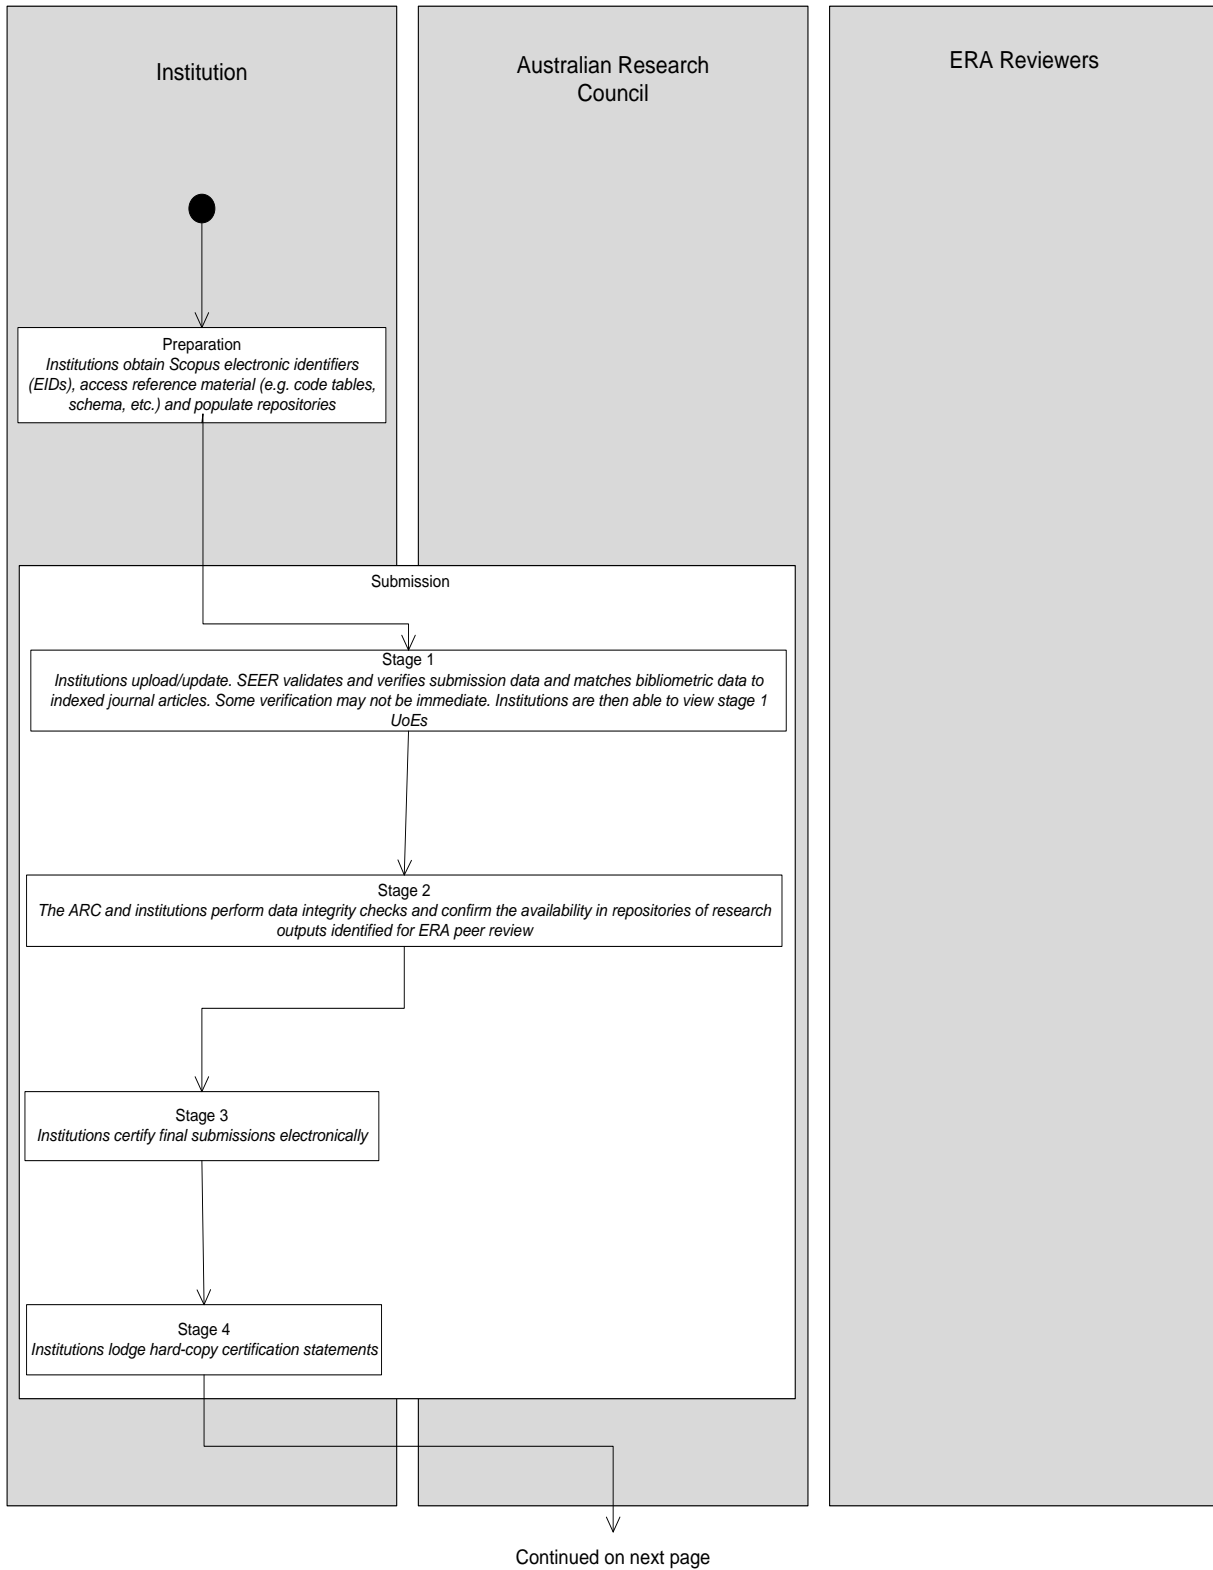 Institution
Australian Research
Council
ERA Reviewers
Preparation
Institutions obtain Scopus electronic identifiers
(EIDs), access reference material (e.g. code tables,
schema, etc.) and populate repositories
Submission
Stage 1
Institutions upload/update. SEER validates and verifies submission data and matches bibliometric data to
indexed journal articles. Some verification may not be immediate. Institutions are then able to view stage 1
UoEs
Stage 2
The ARC and institutions perform data integrity checks and confirm the availability in repositories of research
outputs identified for ERA peer review
Stage 3
Institutions certify final submissions electronically
Stage 4
Institutions lodge hard-copy certification statements
Continued on next page